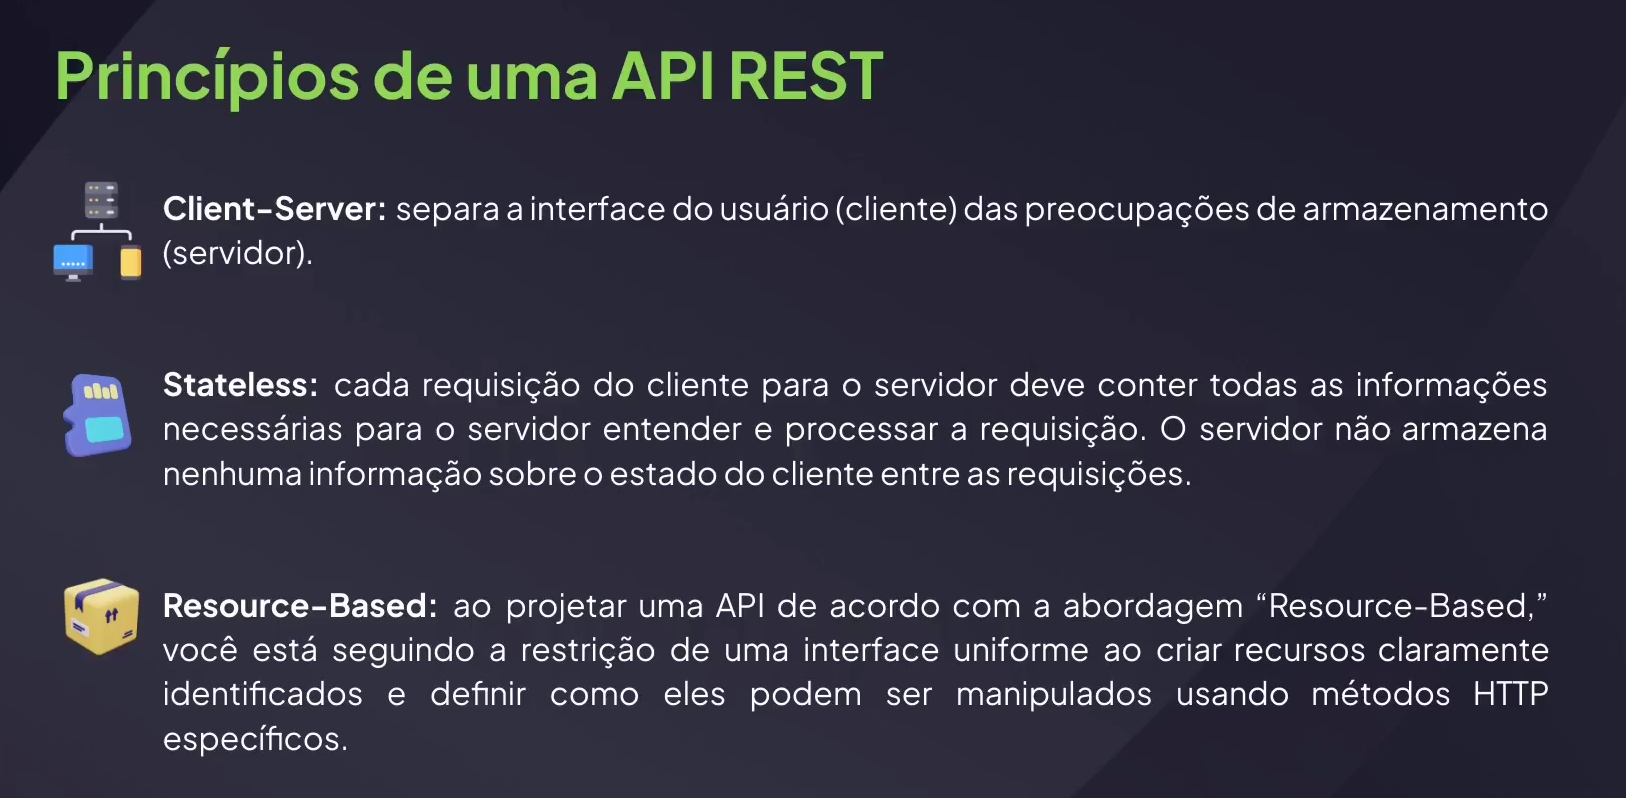 Princípios de uma API REST
Client-Server: separa a interface do usuário (cliente) das preocupações de armazenamento
(servidor).
Stateless: cada requisição do cliente para o servidor deve conter todas as informações
necessárias para o servidor entender e processar a requisição. O servidor não armazena
nenhuma informação sobre o estado do cliente entre as requisições.
Resource-Based: ao projetar uma API de acordo com a abordagem “Resource-Based,”
você está seguindo a restrição de uma interface uniforme ao criar recursos claramente
identificados e definir como eles podem ser manipulados usando métodos HTTP
específicos.